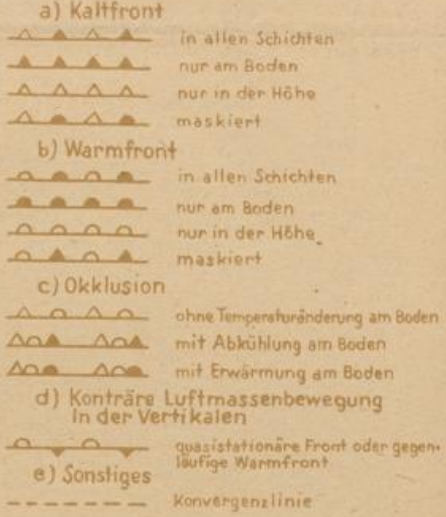 a) Kaltfront
in allen Schichten
nur am Boden
nur in der Höhe
maskiert
b) Warmfront
in allen Schichten
nur am Boden
nur in der Höhe
maskiert
c) Okklusion
ohne Temperaturänderung am Boden
mit Abkühlung am Boden
mit Erwärmung am Boden
d) Konträre Luftmassenbewegung
in der Vertikalen
quasistationäre Front oder gegen-
läufige Warmfront
e) Sonstiges
Konvergenzlinie